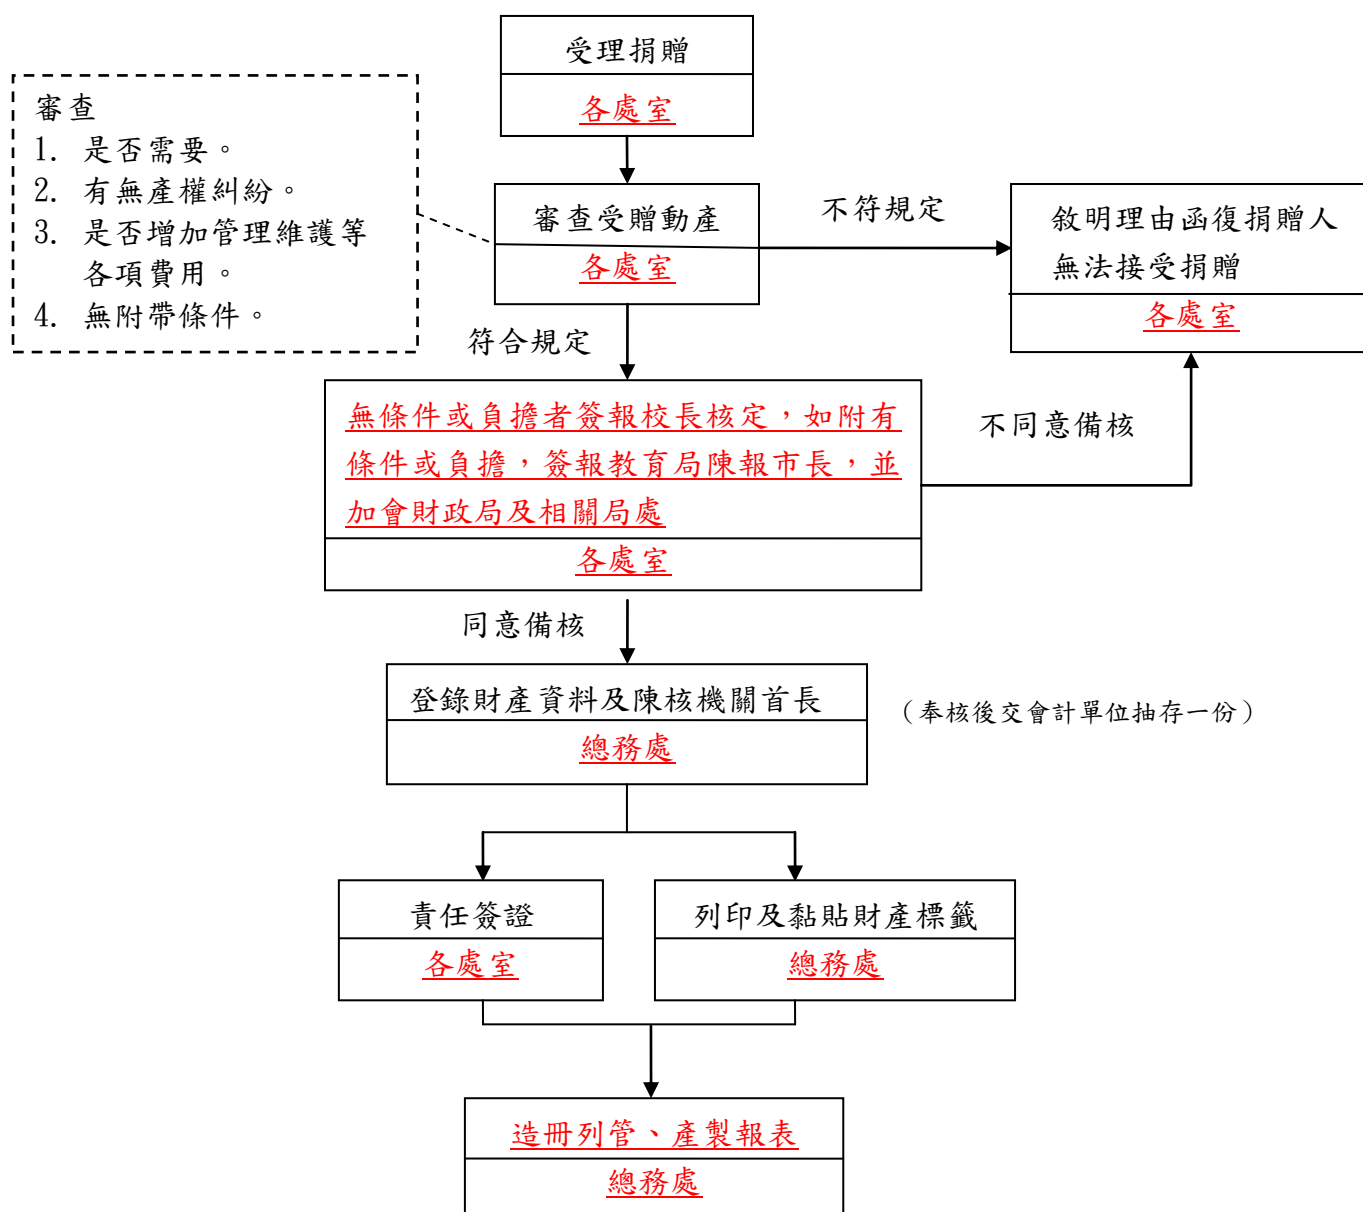 受理捐贈
各處室
審查
1. 是否需要。
2. 有無產權糾紛。
3. 是否增加管理維護等
各項費用。
4. 無附帶條件。
審查受贈動產
各處室
不符規定
敘明理由函復捐贈人
無法接受捐贈
各處室
符合規定
無條件或負擔者簽報校長核定，如附有
條件或負擔，簽報教育局陳報市長，並
加會財政局及相關局處
各處室
不同意備核
同意備核
登錄財產資料及陳核機關首長
總務處
（奉核後交會計單位抽存一份）
責任簽證
各處室
列印及黏貼財產標籤
總務處
造冊列管、產製報表
總務處